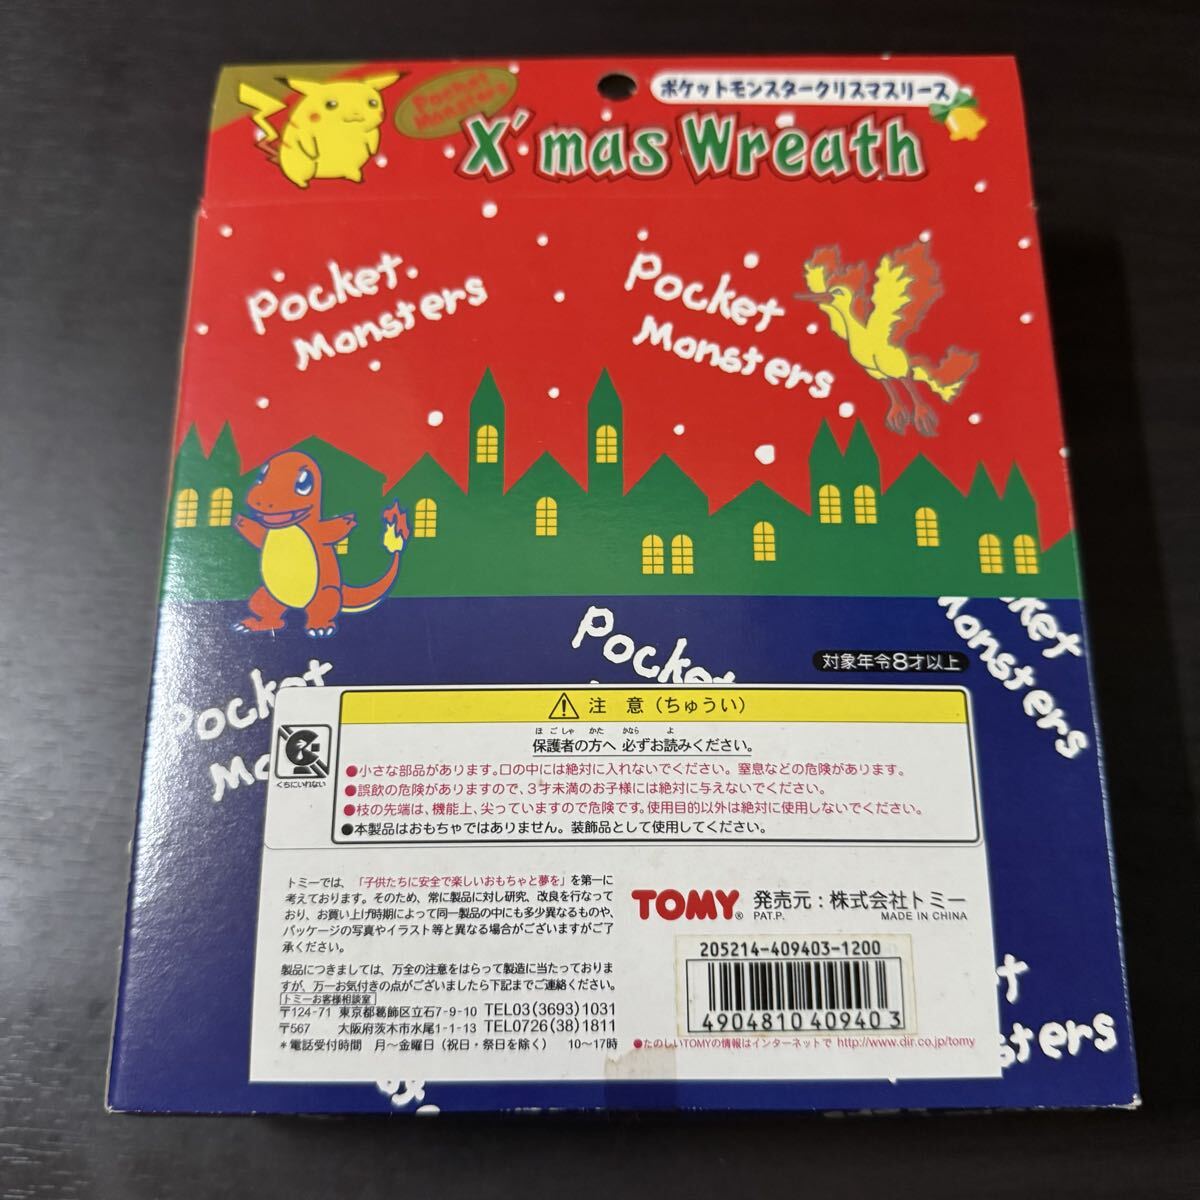 Pocket
Monsters
ポケットモンスタークリスマスリース
X'mas Wreath
Pocket
Monsters
Pocket
Monsters
Pocket
対象年令8才以上
Monsters
Pocket
注 意(ちゅうい)
ほごしゃ かた かなら よ
保護者の方へ 必ずお読みください。
くちにいれない
●小さな部品があります。口の中には絶対に入れないでください。窒息などの危険があります。
●誤飲の危険がありますので、3才未満のお子様には絶対に与えないでください。
●枝の先端は、機能上、尖っていますので危険です。使用目的以外は絶対に使用しないでください。
●本製品はおもちゃではありません。装飾品として使用してください。
トミーでは、「子供たちに安全で楽しいおもちゃと夢を」を第一に
考えております。そのため、常に製品に対し研究、改良を行なって
おり、お買い上げ時期によって同一製品の中にも多少異なるものや、
パッケージの写真やイラスト等と異なる場合がございますがご了
承ください。
製品につきましては、万全の注意をはらって製造に当たっておりま
すが、万一お気付きの点がございましたら下記までご連絡ください。
トミーお客様相談室
〒124-71 東京都葛飾区立石7-9-10 TEL03(3693)1031
〒567 大阪府茨木市水尾1-1-13 TEL0726(38)1811
*電話受付時間 月〜金曜日(祝日・祭日を除く) 10〜17時
TOMY® 発売元:株式会社トミー
PAT.P. MADE IN CHINA
205214-409403-1200
4904810409403
●たのしいTOMYの情報はインターネットで http://www.dir.co.jp/tomy